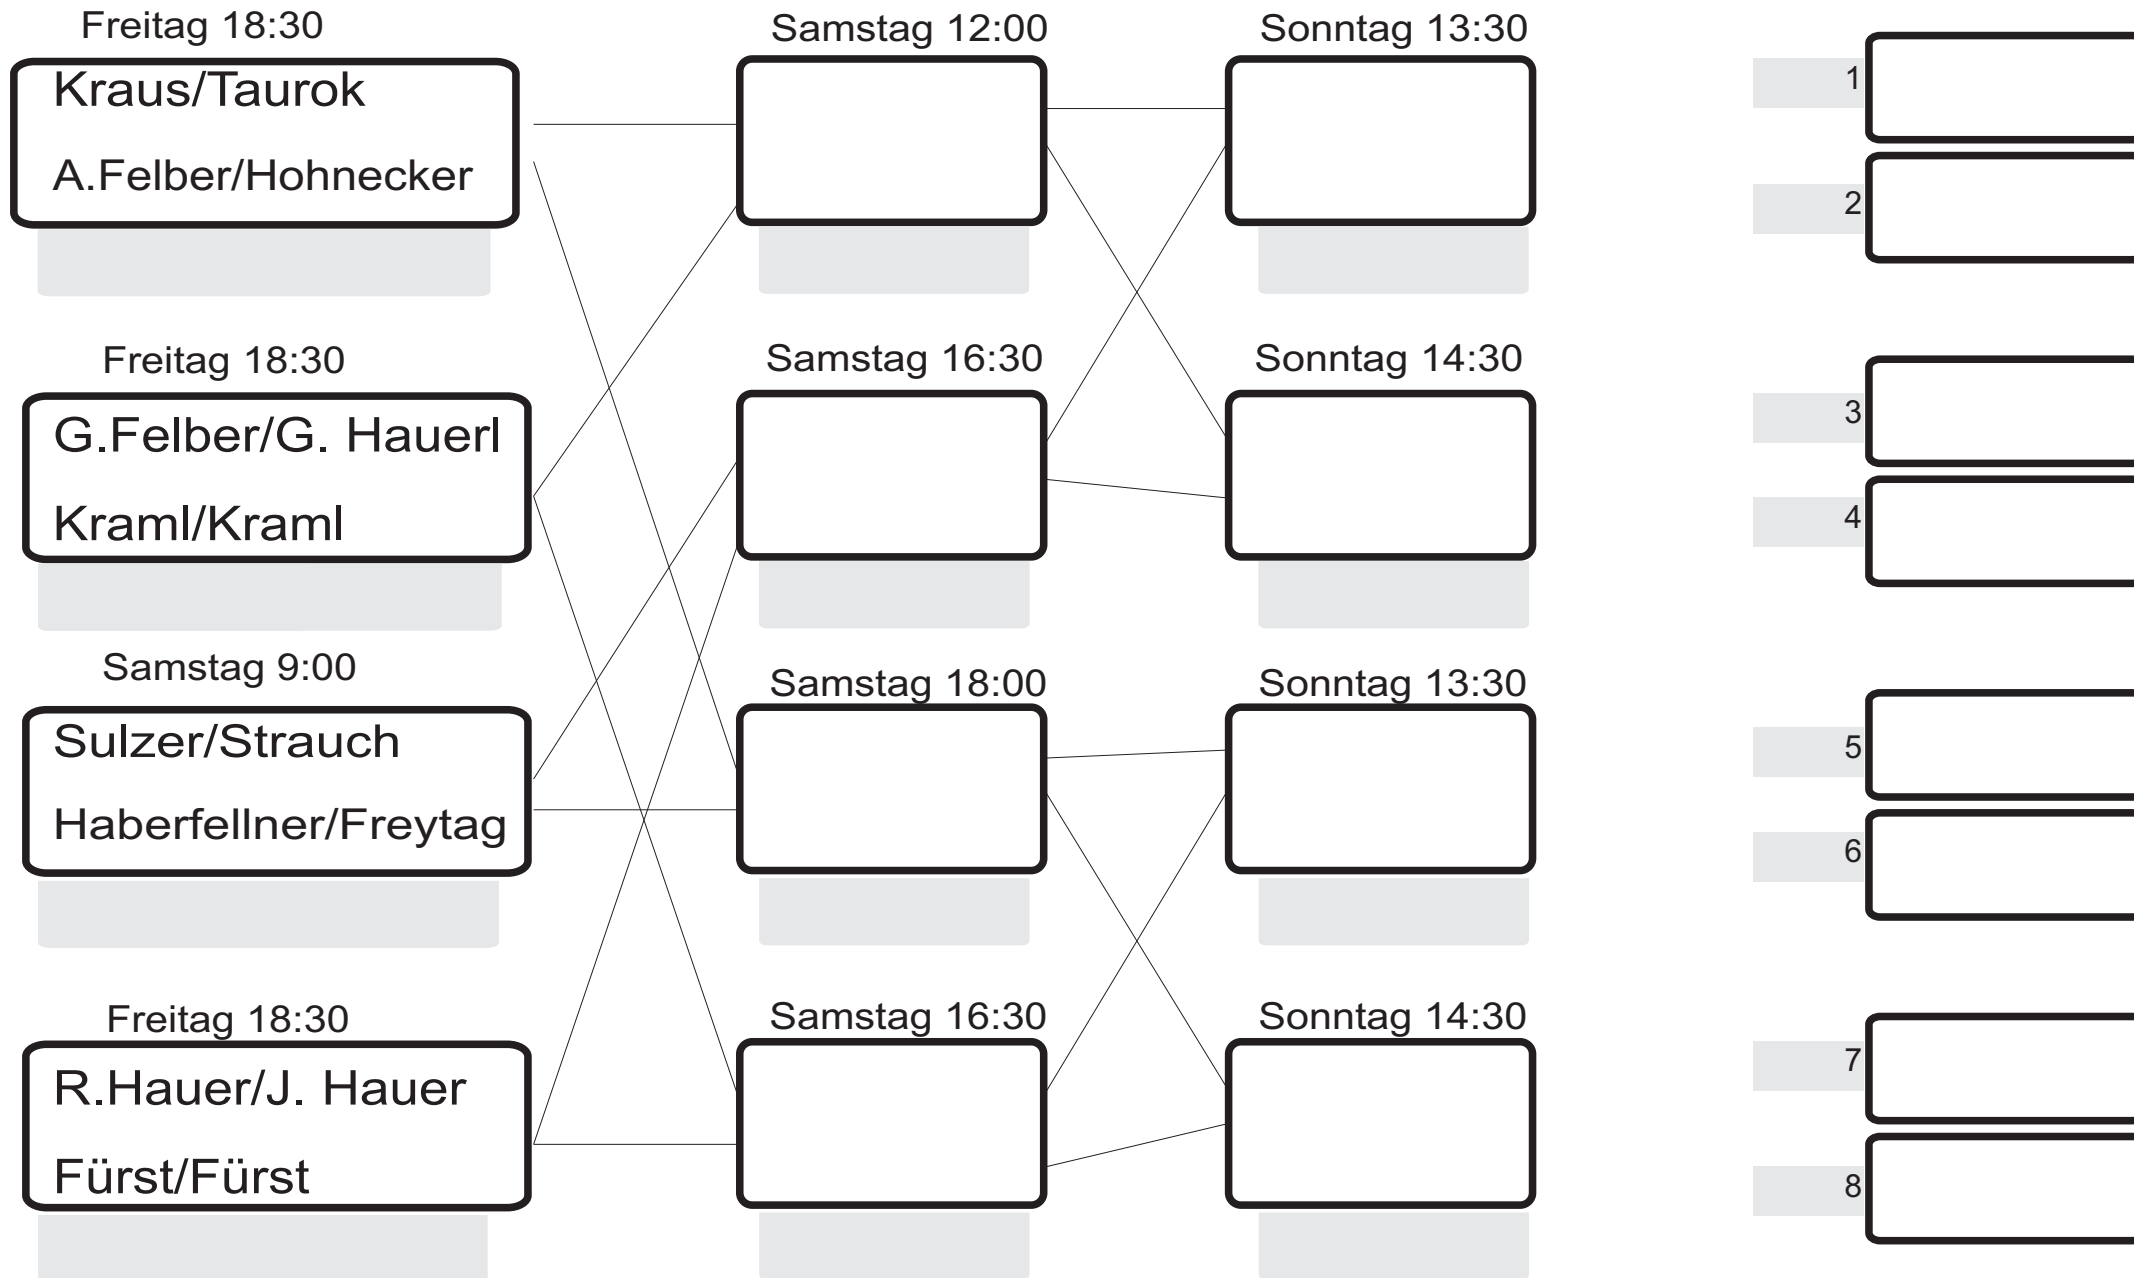 Freitag 18:30
Kraus/Taurok
A.Felber/Hohnecker
Freitag 18:30
G.Felber/G. Hauerl
Kraml/Kraml
Samstag 9:00
Sulzer/Strauch
Haberfellner/Freytag
Freitag 18:30
R.Hauer/J. Hauer
Fürst/Fürst
Samstag 12:00
Samstag 16:30
Samstag 18:00
Samstag 16:30
Sonntag 13:30
Sonntag 14:30
Sonntag 13:30
Sonntag 14:30
1
2
3
4
5
6
7
8